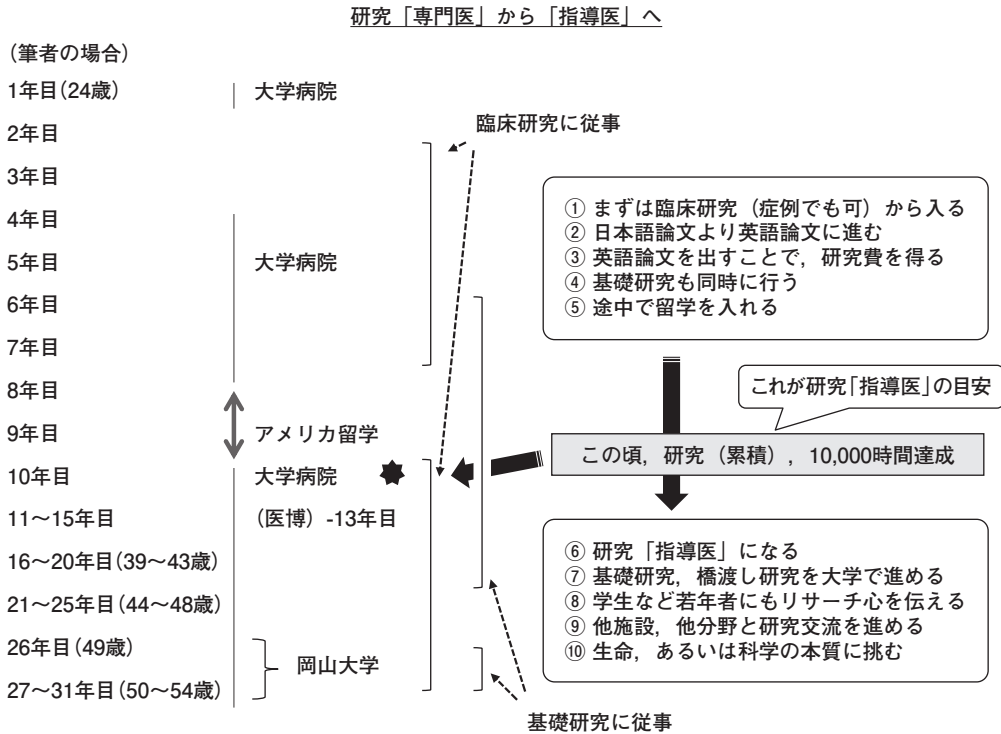 研究「専門医」から「指導医」へ
(筆者の場合)
1年目(24歳)
大学病院
2年目
臨床研究に従事
3年目
4年目
5年目
大学病院
6年目
7年目
8年目
9年目
アメリカ留学
10年目
大学病院
11〜15年目
(医博)-13年目
16〜20年目(39〜43歳)
21〜25年目(44〜48歳)
26年目(49歳)
岡山大学
27〜31年目(50〜54歳)
基礎研究に従事
① まずは臨床研究（症例でも可）から入る
② 日本語論文より英語論文に進む
③ 英語論文を出すことで，研究費を得る
④ 基礎研究も同時に行う
⑤ 途中で留学を入れる
これが研究「指導医」の目安
この頃，研究（累積），10,000時間達成
⑥ 研究「指導医」になる
⑦ 基礎研究，橋渡し研究を大学で進める
⑧ 学生など若年者にもリサーチ心を伝える
⑨ 他施設，他分野と研究交流を進める
⑩ 生命，あるいは科学の本質に挑む